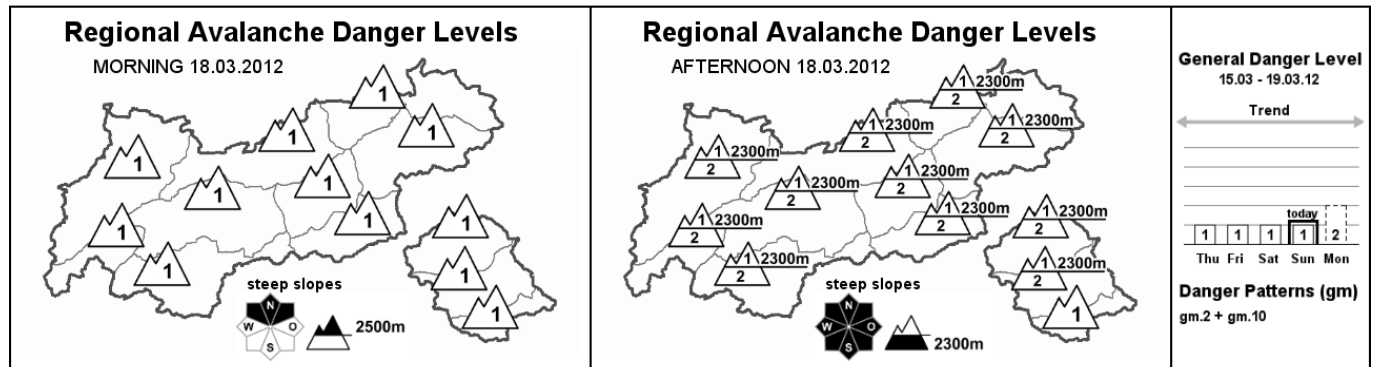 Regional Avalanche Danger Levels
MORNING 18.03.2012
1
1
1
1
1
1
1
1
1
1
1
1
steep slopes
N
W O
S
2500m
Regional Avalanche Danger Levels
AFTERNOON 18.03.2012
1 2300m
2
1 2300m
2
1 2300m
2
1 2300m
2
1 2300m
2
1 2300m
2
1 2300m
2
1 2300m
2
1 2300m
2
1 2300m
2
1 2300m
2
1
steep slopes
N
W O
S
2300m
General Danger Level
15.03 - 19.03.12
Trend
today
1 1 1 1 2
Thu Fri Sat Sun Mon
Danger Patterns (gm)
gm.2 + gm.10